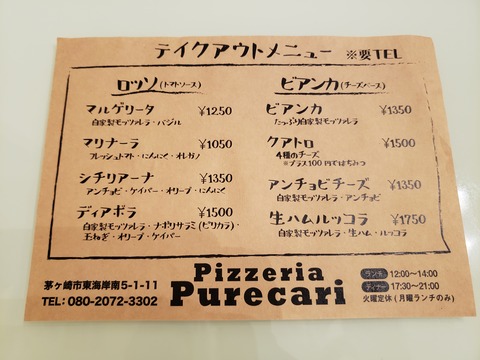 テイクアウトメニュー ※要TEL
ロッソ(トマトソース)
マルゲリータ ¥1250
自家製モッツァレラ・バジル
マリナーラ ¥1050
フレッシュトマト・にんにく・オレガノ
シチリアーナ ¥1350
アンチョビ・ケイパー・オリーブ・にんにく
ディアボラ ¥1500
自家製モッツァレラ・ナポリサラミ(ピリカラ)・
玉ねぎ・オリーブ・ケイパー
ビアンカ(チーズベース)
ビアンカ ¥1350
たっぷり自家製モッツァレラ
クアトロ ¥1500
4種のチーズ
※プラス100円ではちみつ
アンチョビチーズ ¥1350
自家製モッツァレラ・アンチョビ
生ハムルッコラ ¥1750
自家製モッツァレラ・生ハム・ルッコラ
茅ヶ崎市東海岸南5-1-11
TEL: 080-2072-3302
Pizzeria
Purecari
ランチ 12:00〜14:00
ディナー 17:30〜21:00
火曜定休(月曜ランチのみ)